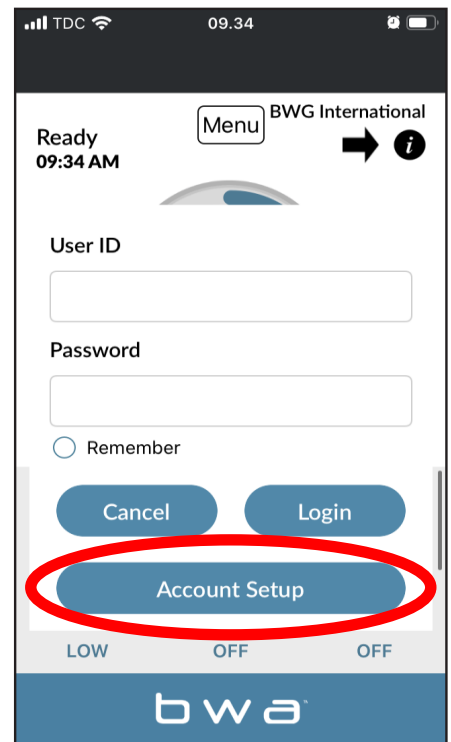 TDC 09.34
BWG International
Menu
Ready
09:34 AM
i
User ID
Password
Remember
Cancel Login
Account Setup
LOW OFF OFF
bwa